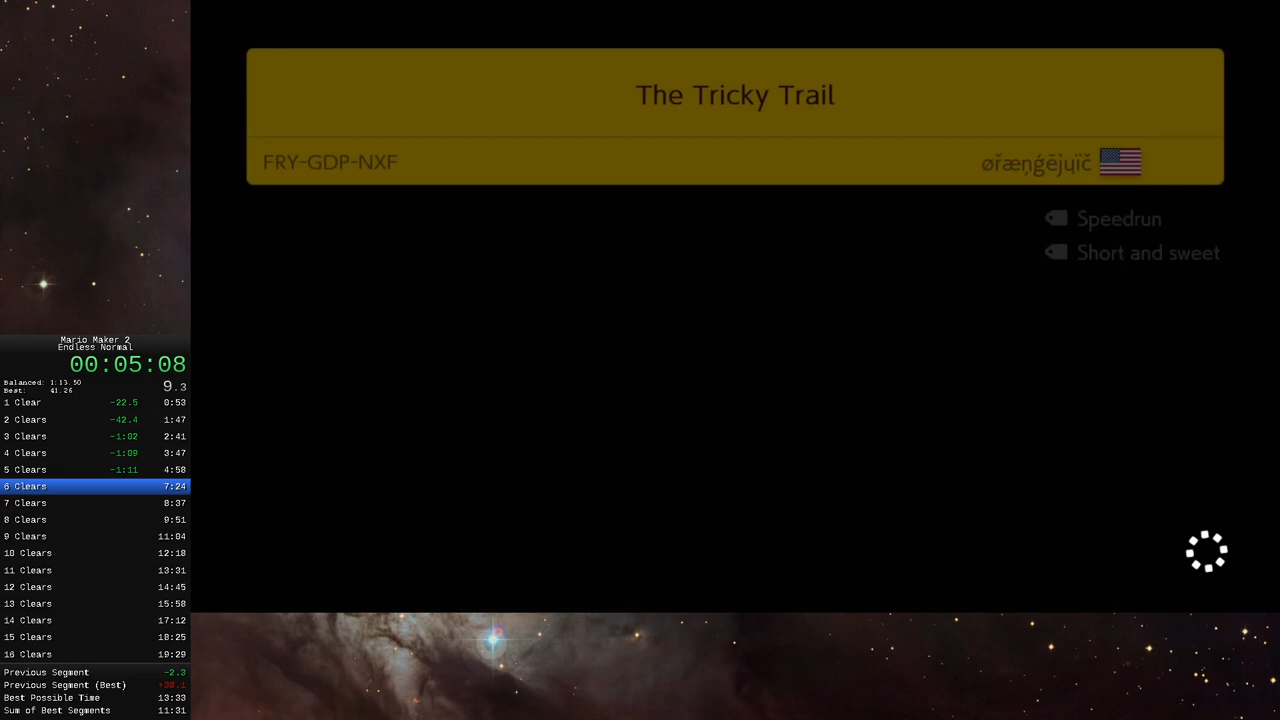 The Tricky Trail
FRY-GDP-NXF
øřæņģējųïč
Speedrun
Short and sweet
Mario Maker 2
Endless Normal
00:05:08
Balanced: 1:13.50
Best: 41.26
9.3
1 Clear -22.5 0:53
2 Clears -42.4 1:47
3 Clears -1:02 2:41
4 Clears -1:09 3:47
5 Clears -1:11 4:58
6 Clears 7:24
7 Clears 8:37
8 Clears 9:51
9 Clears 11:04
10 Clears 12:18
11 Clears 13:31
12 Clears 14:45
13 Clears 15:58
14 Clears 17:12
15 Clears 18:25
16 Clears 19:29
Previous Segment -2.3
Previous Segment (Best)
Best Possible Time 13:33
Sum of Best Segments 11:31